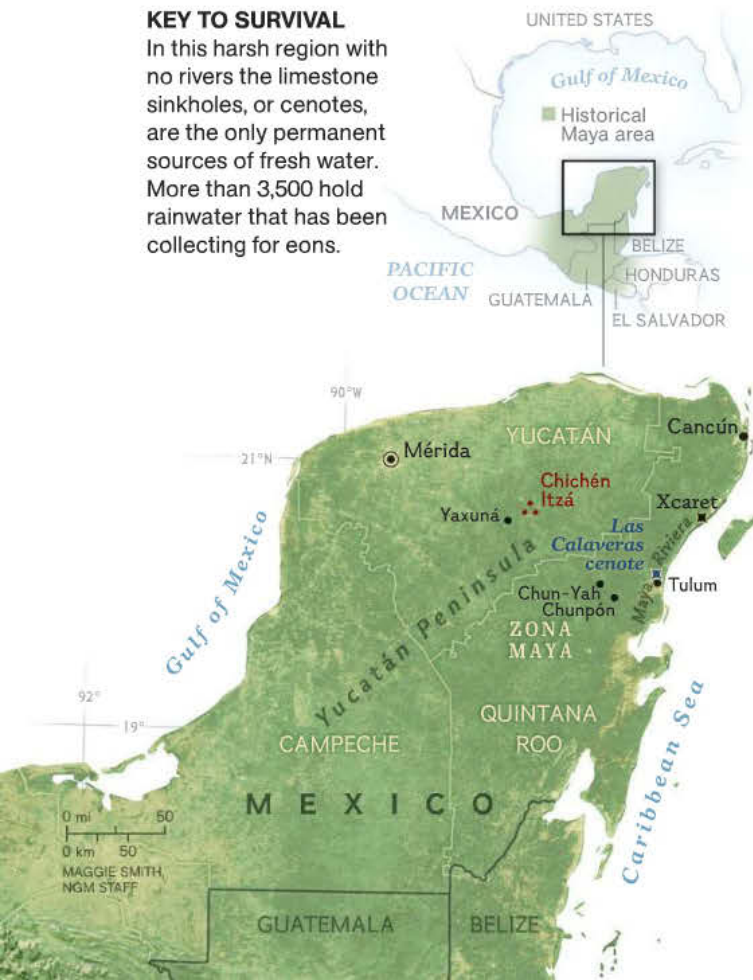 KEY TO SURVIVAL
In this harsh region with
no rivers the limestone
sinkholes, or cenotes,
are the only permanent
sources of fresh water.
More than 3,500 hold
rainwater that has been
collecting for eons.
UNITED STATES
Gulf of Mexico
Historical
Maya area
MEXICO
BELIZE
PACIFIC
OCEAN
HONDURAS
GUATEMALA
EL SALVADOR
90°W
Cancún
YUCATÁN
21°N
Mérida
Chichén
Itzá
Xcaret
Yaxuná
Las
Calaveras
cenote
Maya Riviera
Tulum
Chun-Yah
Chunpón
Gulf of Mexico
Yucatán Peninsula
ZONA
MAYA
92°
19°
QUINTANA
ROO
CAMPECHE
Caribbean Sea
MEXICO
0 mi 50
0 km 50
MAGGIE SMITH,
NGM STAFF
GUATEMALA
BELIZE